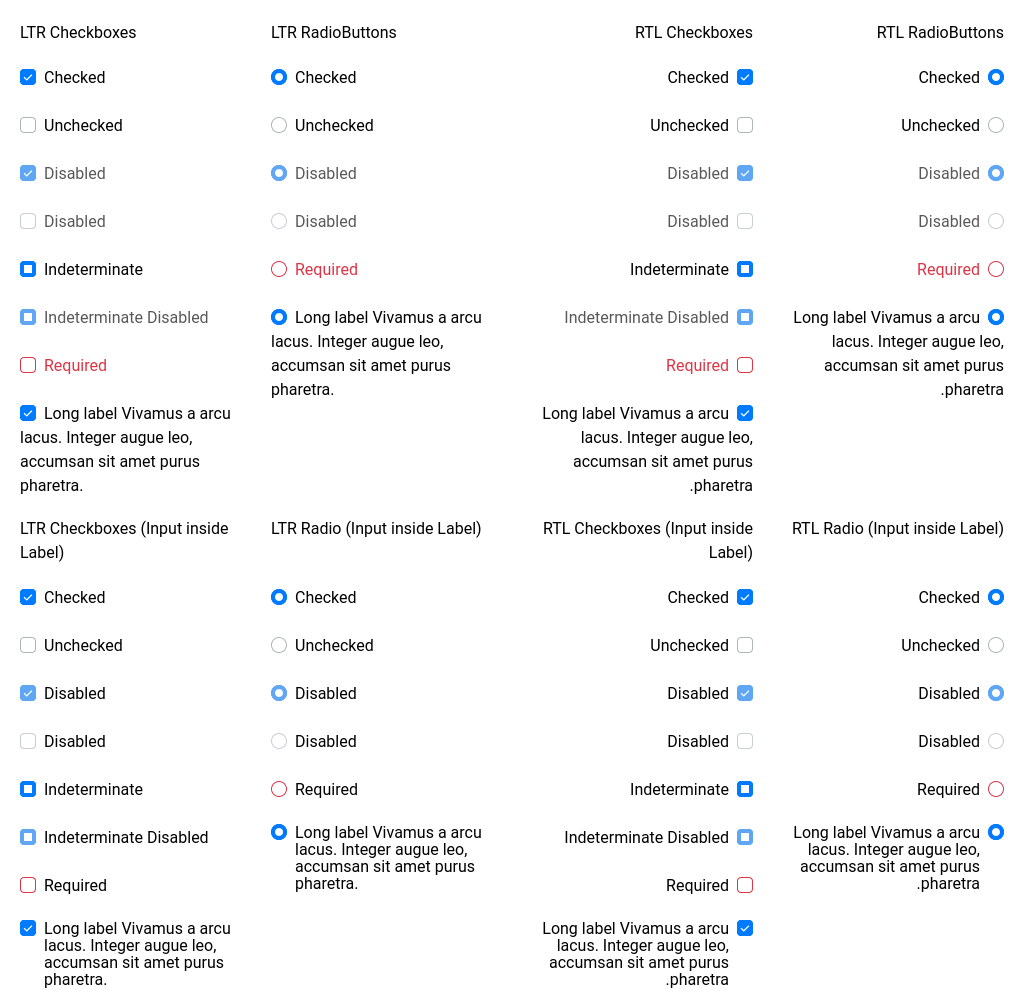 LTR Checkboxes
Checked
Unchecked
Disabled
Disabled
Indeterminate
Indeterminate Disabled
Required
Long label Vivamus a arcu
lacus. Integer augue leo,
accumsan sit amet purus
pharetra.
LTR RadioButtons
Checked
Unchecked
Disabled
Disabled
Required
Long label Vivamus a arcu
lacus. Integer augue leo,
accumsan sit amet purus
pharetra.
RTL Checkboxes
Checked
Unchecked
Disabled
Disabled
Indeterminate
Indeterminate Disabled
Required
Long label Vivamus a arcu
lacus. Integer augue leo,
accumsan sit amet purus
.pharetra
RTL RadioButtons
Checked
Unchecked
Disabled
Disabled
Required
Long label Vivamus a arcu
lacus. Integer augue leo,
accumsan sit amet purus
.pharetra
LTR Checkboxes (Input inside
Label)
Checked
Unchecked
Disabled
Disabled
Indeterminate
Indeterminate Disabled
Required
Long label Vivamus a arcu
lacus. Integer augue leo,
accumsan sit amet purus
pharetra.
LTR Radio (Input inside Label)
Checked
Unchecked
Disabled
Disabled
Required
Long label Vivamus a arcu
lacus. Integer augue leo,
accumsan sit amet purus
pharetra.
RTL Checkboxes (Input inside
Label)
Checked
Unchecked
Disabled
Disabled
Indeterminate
Indeterminate Disabled
Required
Long label Vivamus a arcu
lacus. Integer augue leo,
accumsan sit amet purus
.pharetra
RTL Radio (Input inside Label)
Checked
Unchecked
Disabled
Disabled
Required
Long label Vivamus a arcu
lacus. Integer augue leo,
accumsan sit amet purus
.pharetra